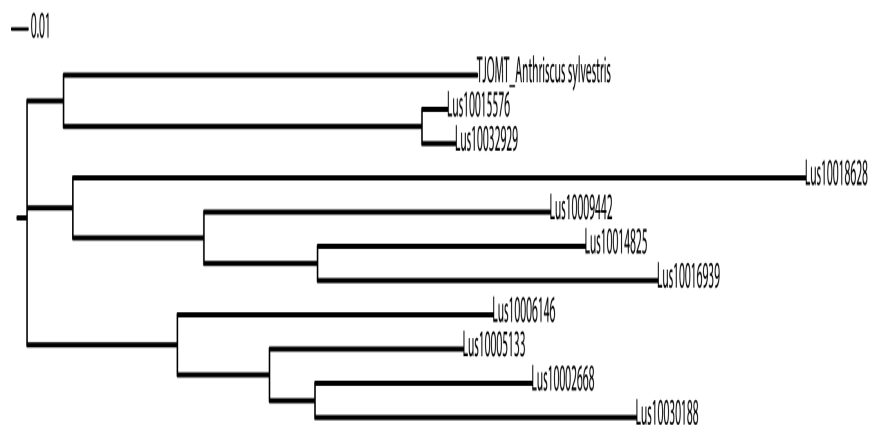 0.01
TJOMT_Anthriscus sylvestris
Lus10015576
Lus10032929
Lus10018628
Lus10009442
Lus10014825
Lus10016939
Lus10006146
Lus10005133
Lus10002668
Lus10030188